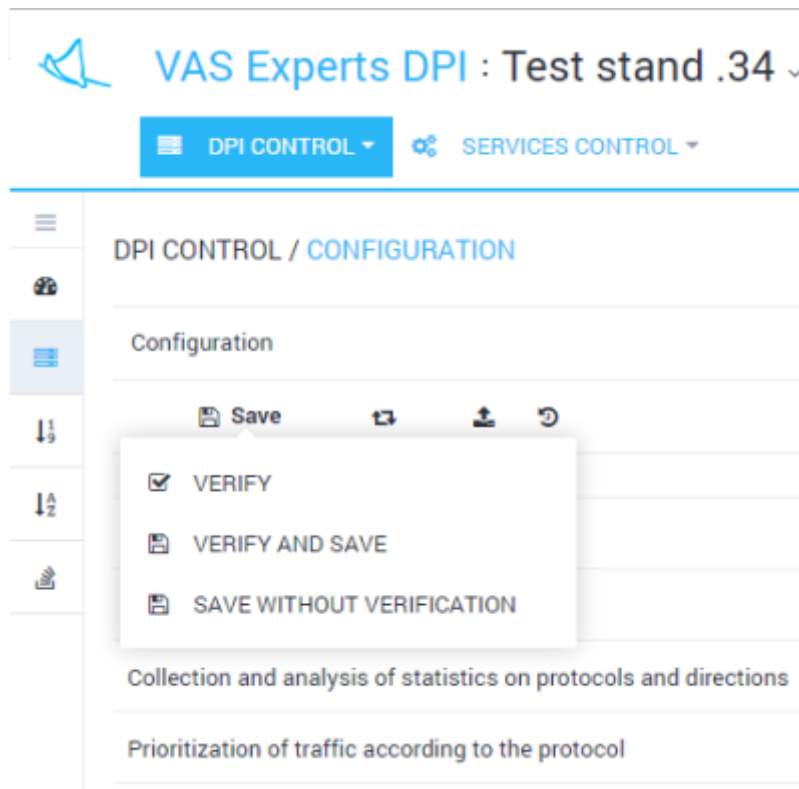 VAS Experts DPI : Test stand .34
DPI CONTROL SERVICES CONTROL
DPI CONTROL / CONFIGURATION
Configuration
Save
VERIFY
VERIFY AND SAVE
SAVE WITHOUT VERIFICATION
Collection and analysis of statistics on protocols and directions
Prioritization of traffic according to the protocol